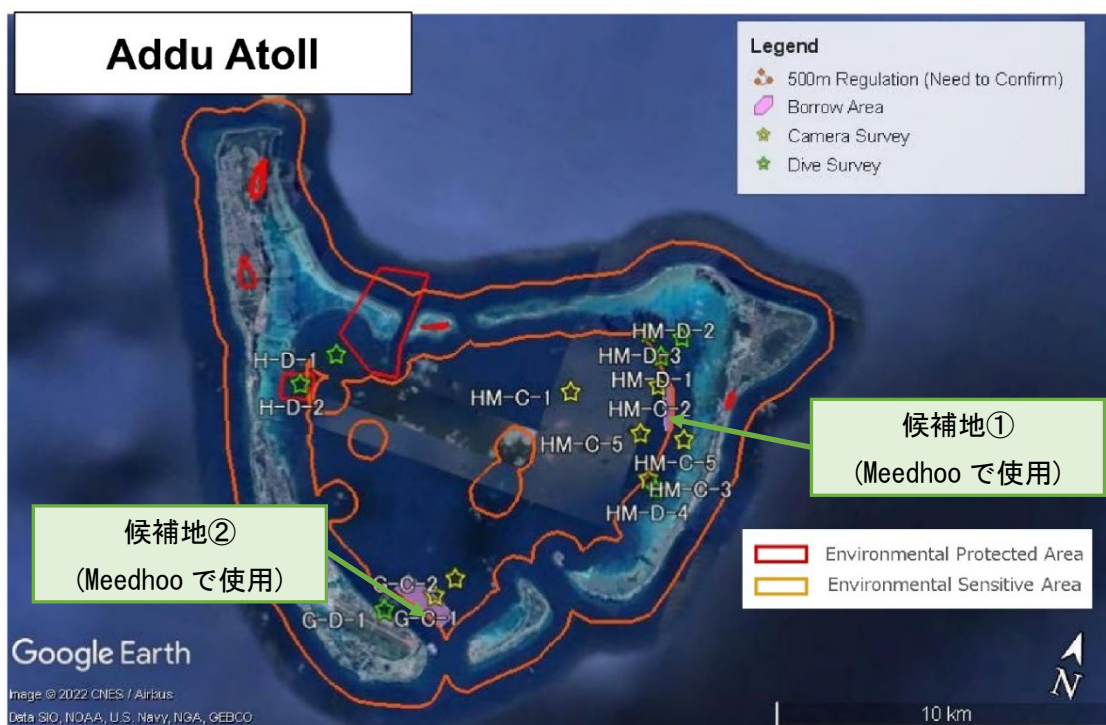 Addu Atoll
Legend
500m Regulation (Need to Confirm)
Borrow Area
Camera Survey
Dive Survey
HM-D-2
H-D-1
HM-D-3
HM-D-1
H-D-2
HM-C-1
HM-C-2
HM-C-5
候補地①
(Meedhoo で使用)
HM-C-5
HM-C-3
HM-D-4
候補地②
(Meedhoo で使用)
G-C-2
G-D-1
G-C-1
Environmental Protected Area
Environmental Sensitive Area
Google Earth
Image © 2022 CNES / Airbus
Data SIO, NOAA, U.S. Navy, NGA, GEBCO
N
10 km